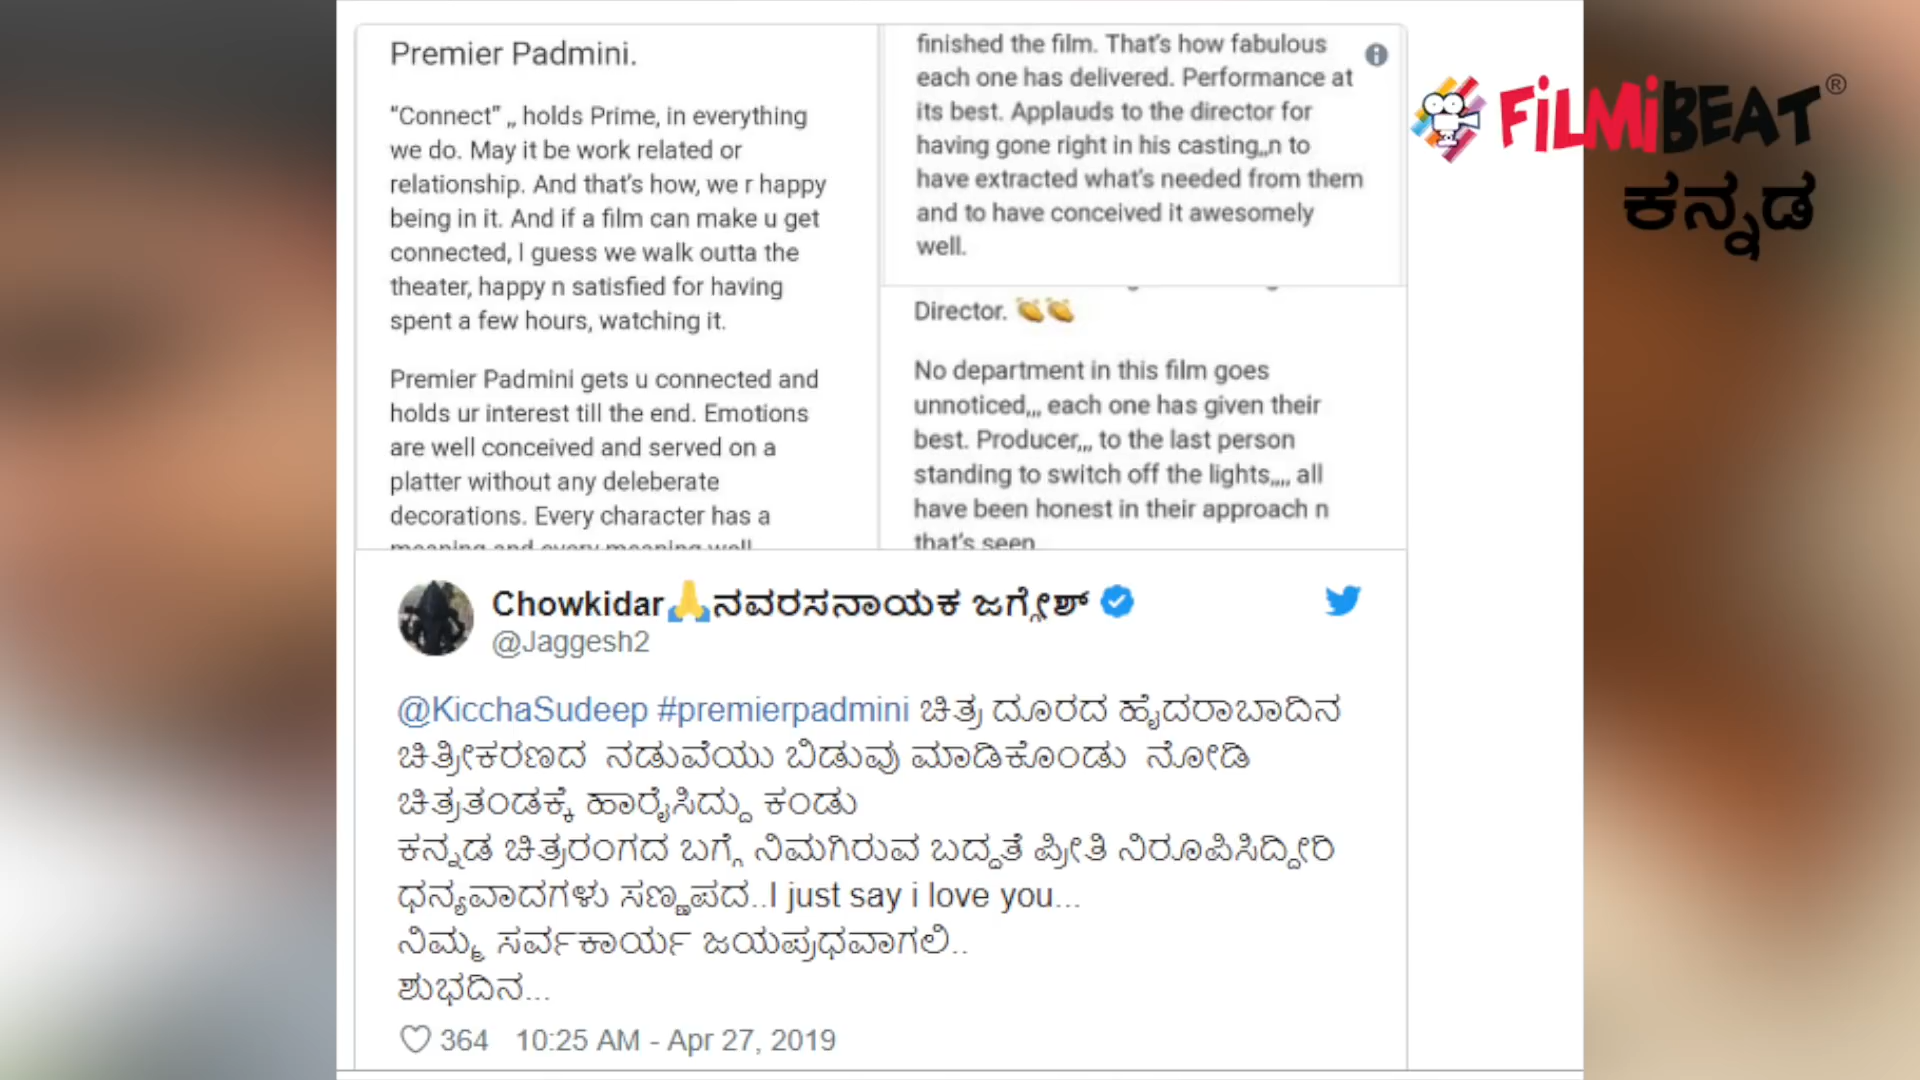 Premier Padmini.
“Connect” ,, holds Prime, in everything
we do. May it be work related or
relationship. And that's how, we r happy
being in it. And if a film can make u get
connected, I guess we walk outta the
theater, happy n satisfied for having
spent a few hours, watching it.
Premier Padmini gets u connected and
holds ur interest till the end. Emotions
are well conceived and served on a
platter without any deleberate
decorations. Every character has a
meaning and every meaning well
finished the film. That's how fabulous
each one has delivered. Performance at
its best. Applauds to the director for
having gone right in his casting,,,n to
have extracted what's needed from them
and to have conceived it awesomely
well.
Director. 👏👏
No department in this film goes
unnoticed,,, each one has given their
best. Producer,,, to the last person
standing to switch off the lights,,,, all
have been honest in their approach n
that's seen
FiLMiBEAT®
ಕನ್ನಡ
Chowkidar🙏ನವರಸನಾಯಕ ಜಗ್ಗೇಶ್
@Jaggesh2
@KicchaSudeep #premierpadmini ಚಿತ್ರ ದೂರದ ಹೈದರಾಬಾದಿನ
ಚಿತ್ರೀಕರಣದ ನಡುವೆಯು ಬಿಡುವು ಮಾಡಿಕೊಂಡು ನೋಡಿ
ಚಿತ್ರತಂಡಕ್ಕೆ ಹಾರೈಸಿದ್ದು ಕಂಡು
ಕನ್ನಡ ಚಿತ್ರರಂಗದ ಬಗ್ಗೆ ನಿಮಗಿರುವ ಬದ್ದತೆ ಪ್ರೀತಿ ನಿರೂಪಿಸಿದ್ದೀರಿ
ಧನ್ಯವಾದಗಳು ಸಣ್ಣಪದ..I just say i love you...
ನಿಮ್ಮ ಸರ್ವಕಾರ್ಯ ಜಯಪ್ರಧವಾಗಲಿ..
ಶುಭದಿನ...
364 10:25 AM - Apr 27, 2019